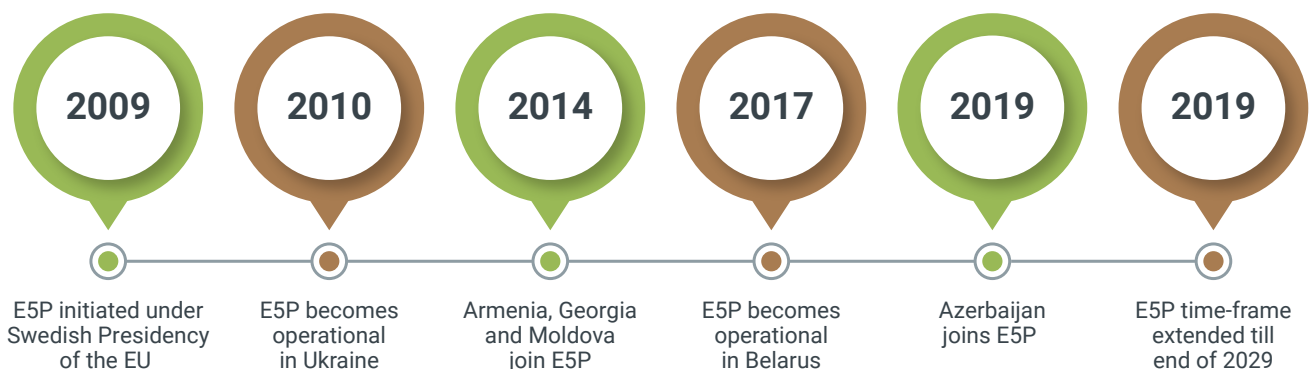 2009
2010
2014
2017
2019
2019
E5P initiated under
Swedish Presidency
of the EU
E5P becomes
operational
in Ukraine
Armenia, Georgia
and Moldova
join E5P
E5P becomes
operational
in Belarus
Azerbaijan
joins E5P
E5P time-frame
extended till
end of 2029